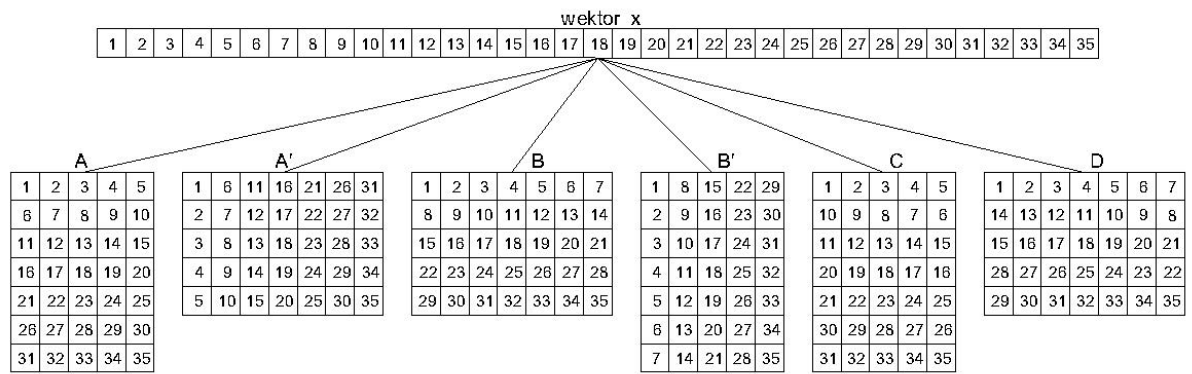 wektor x
1 2 3 4 5 6 7 8 9 10 11 12 13 14 15 16 17 18 19 20 21 22 23 24 25 26 27 28 29 30 31 32 33 34 35
A A' B B' C D
1 2 3 4 5 1 6 11 16 21 26 31 1 2 3 4 5 6 7 1 8 15 22 29 1 2 3 4 5 1 2 3 4 5 6 7
6 7 8 9 10 2 7 12 17 22 27 32 8 9 10 11 12 13 14 2 9 16 23 30 10 9 8 7 6 14 13 12 11 10 9 8
11 12 13 14 15 3 8 13 18 23 28 33 15 16 17 18 19 20 21 3 10 17 24 31 11 12 13 14 15 15 16 17 18 19 20 21
16 17 18 19 20 4 9 14 19 24 29 34 22 23 24 25 26 27 28 4 11 18 25 32 20 19 18 17 16 28 27 26 25 24 23 22
21 22 23 24 25 5 10 15 20 25 30 35 29 30 31 32 33 34 35 5 12 19 26 33 21 22 23 24 25 29 30 31 32 33 34 35
26 27 28 29 30 6 13 20 27 34 30 29 28 27 26
31 32 33 34 35 7 14 21 28 35 31 32 33 34 35